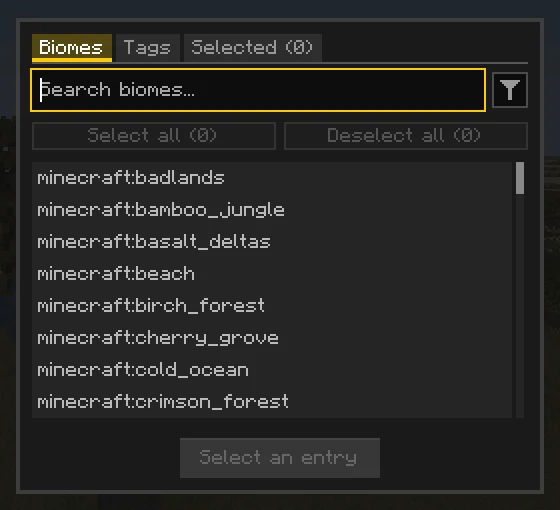 Biomes Tags Selected (0)
Search biomes...
Select all (0) Deselect all (0)
minecraft:badlands
minecraft:bamboo_jungle
minecraft:basalt_deltas
minecraft:beach
minecraft:birch_forest
minecraft:cherry_grove
minecraft:cold_ocean
minecraft:crimson_forest
Select an entry